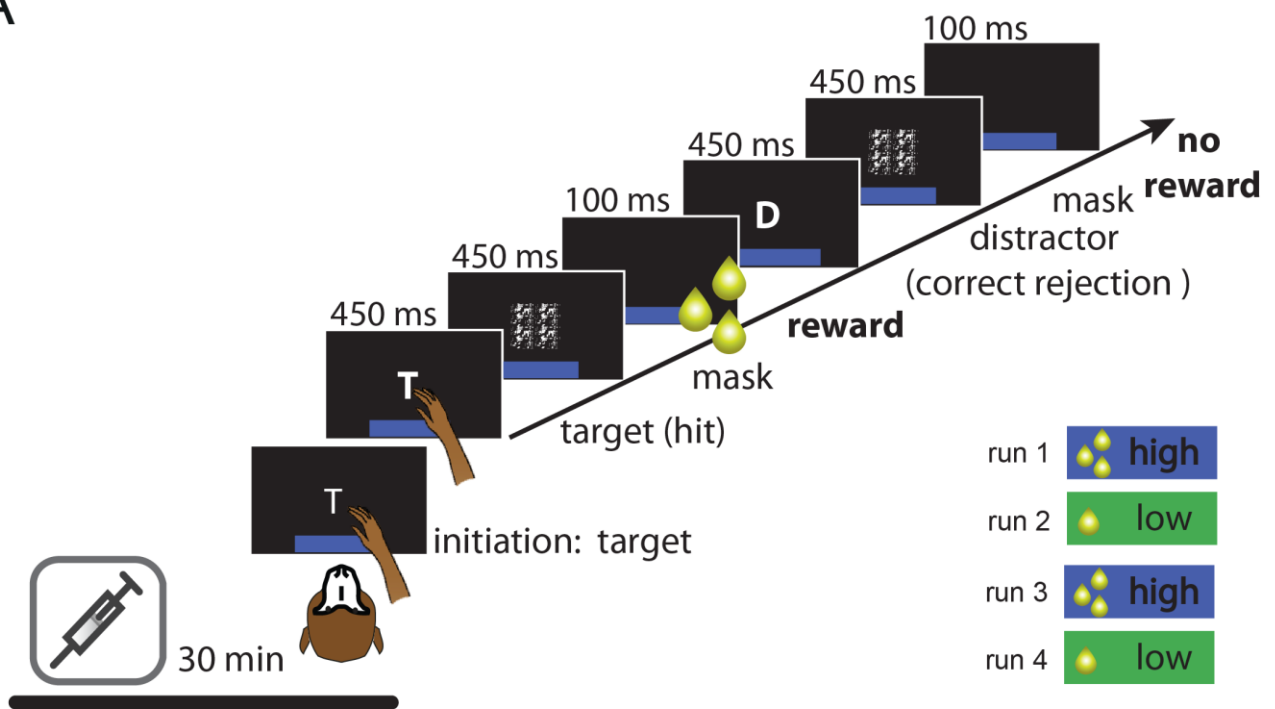 A
100 ms
450 ms
450 ms
100 ms
450 ms
450 ms
D
T
T
no
reward
mask
distractor
(correct rejection )
reward
mask
target (hit)
initiation: target
30 min
run 1 high
run 2 low
run 3 high
run 4 low